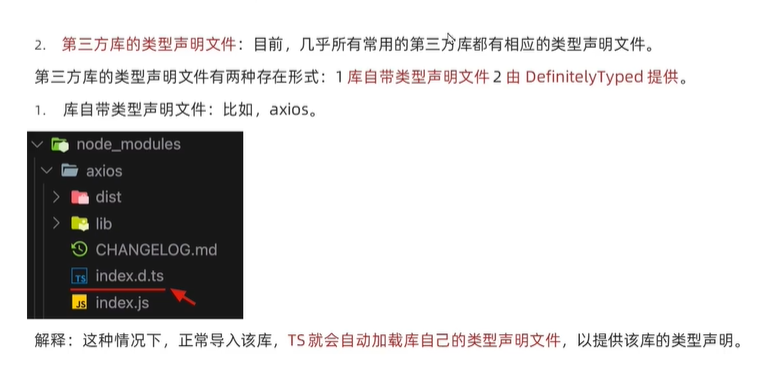 2. 第三方库的类型声明文件：目前，几乎所有常用的第三方库都有相应的类型声明文件。
第三方库的类型声明文件有两种存在形式：1 库自带类型声明文件 2 由 DefinitelyTyped 提供。
1. 库自带类型声明文件：比如，axios。
node_modules
axios
dist
lib
CHANGELOG.md
TS index.d.ts
JS index.js
解释：这种情况下，正常导入该库，TS 就会自动加载库自己的类型声明文件，以提供该库的类型声明。